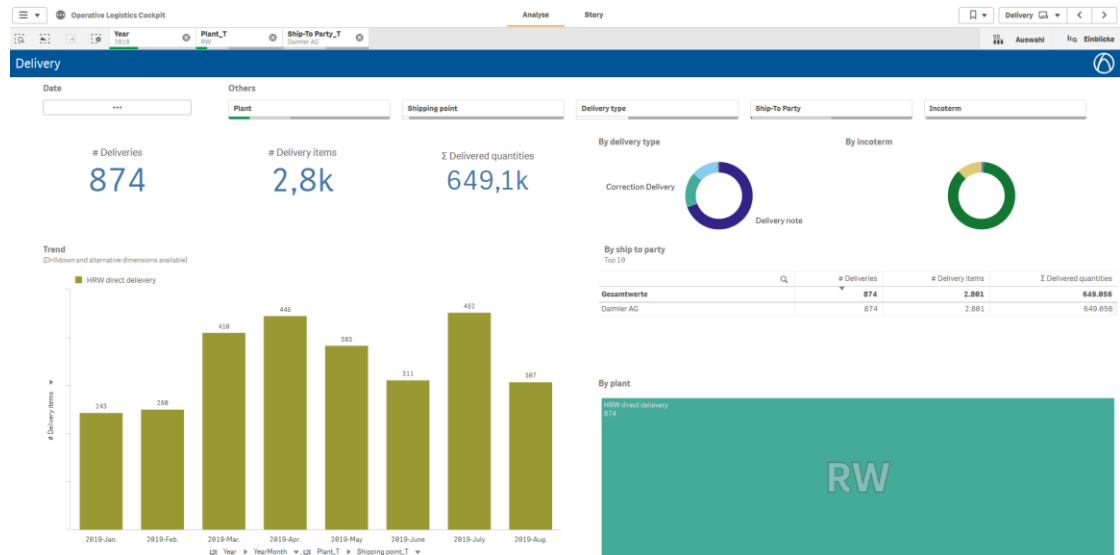 Operative Logistics Cockpit
Analyse
Story
Delivery
Year
2019
Plant_T
RW
Ship-To Party_T
Daimler AG
Auswahl
Einblicke
Delivery
Date
Others
...
Plant
Shipping point
Delivery type
Ship-To Party
Incoterm
# Deliveries
874
# Delivery items
2,8k
Σ Delivered quantities
649,1k
By delivery type
Correction Delivery
Delivery note
By incoterm
Trend
(Drilldown and alternative dimensions available)
HRW direct delievery
# Delivery items
243
250
410
445
383
311
452
307
2019-Jan.
2019-Feb.
2019-Mar.
2019-Apr.
2019-May
2019-June
2019-July
2019-Aug.
Year
YearMonth
Plant_T
Shipping point_T
By ship to party
Top 10
# Deliveries # Delivery items Σ Delivered quantities
Gesamtwerte 874 2.801 649.056
Daimler AG 874 2.801 649.056
By plant
HRW direct delievery
874
RW